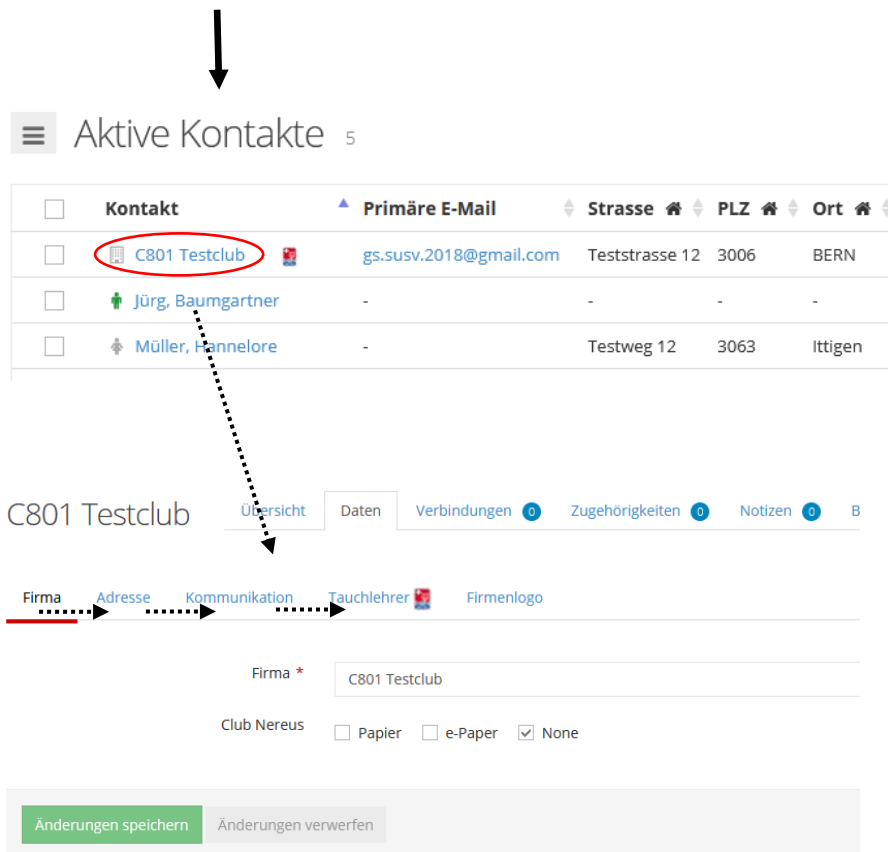 Aktive Kontakte 5
Kontakt Primäre E-Mail Strasse PLZ Ort
C801 Testclub gs.susv.2018@gmail.com Teststrasse 12 3006 BERN
Jürg, Baumgartner - - - -
Müller, Hannelore - Testweg 12 3063 Ittigen
C801 Testclub Übersicht Daten Verbindungen 0 Zugehörigkeiten 0 Notizen 0 B
Firma Adresse Kommunikation Tauchlehrer Firmenlogo
Firma * C801 Testclub
Club Nereus Papier e-Paper None
Änderungen speichern Änderungen verwerfen